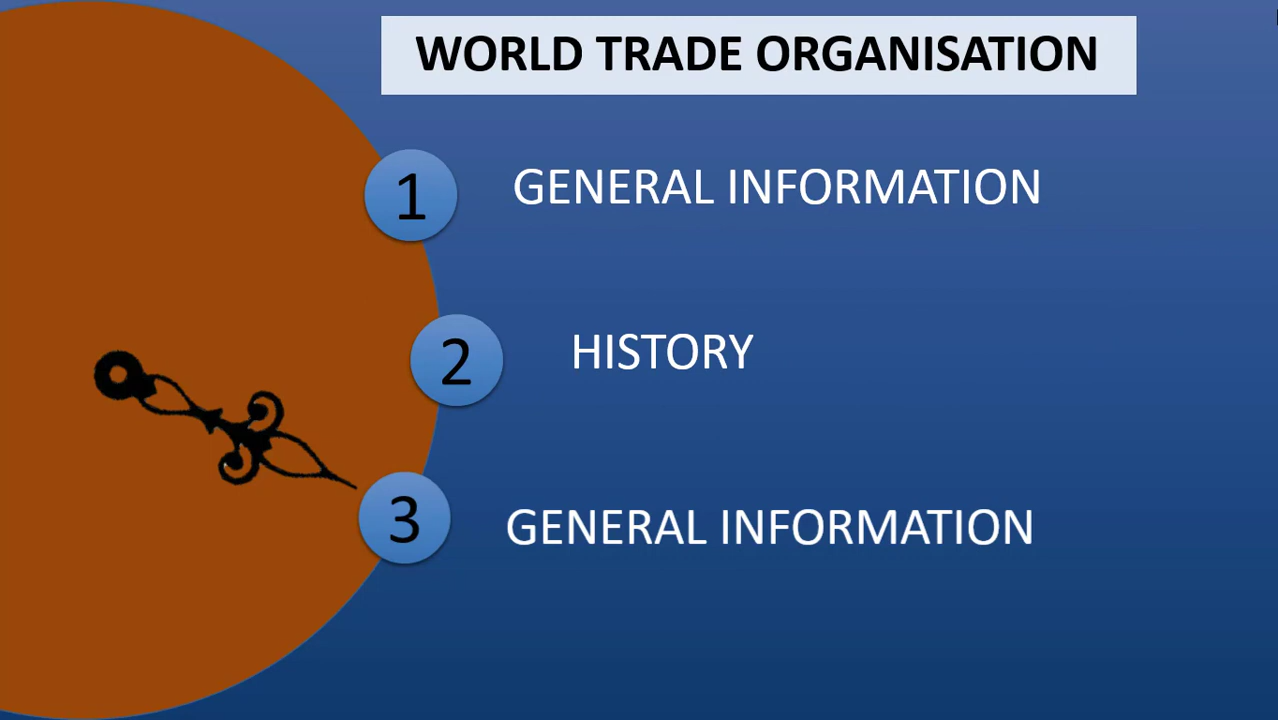 WORLD TRADE ORGANISATION
1 GENERAL INFORMATION
2 HISTORY
3 GENERAL INFORMATION